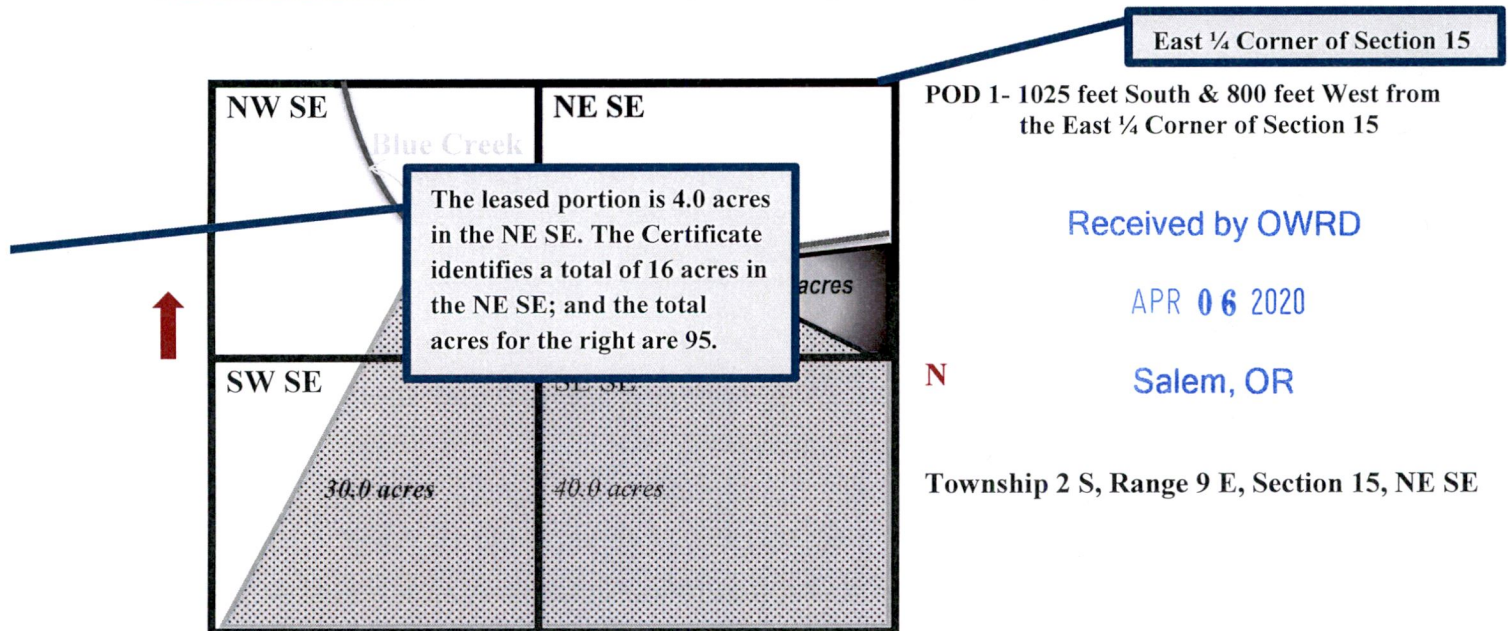 East ¼ Corner of Section 15
POD 1- 1025 feet South & 800 feet West from
the East ¼ Corner of Section 15
NW SE
NE SE
Blue Creek
The leased portion is 4.0 acres
in the NE SE. The Certificate
identifies a total of 16 acres in
the NE SE; and the total
acres for the right are 95.
acres
Received by OWRD
APR 06 2020
Salem, OR
N
SW SE
SE SE
30.0 acres
40.0 acres
Township 2 S, Range 9 E, Section 15, NE SE